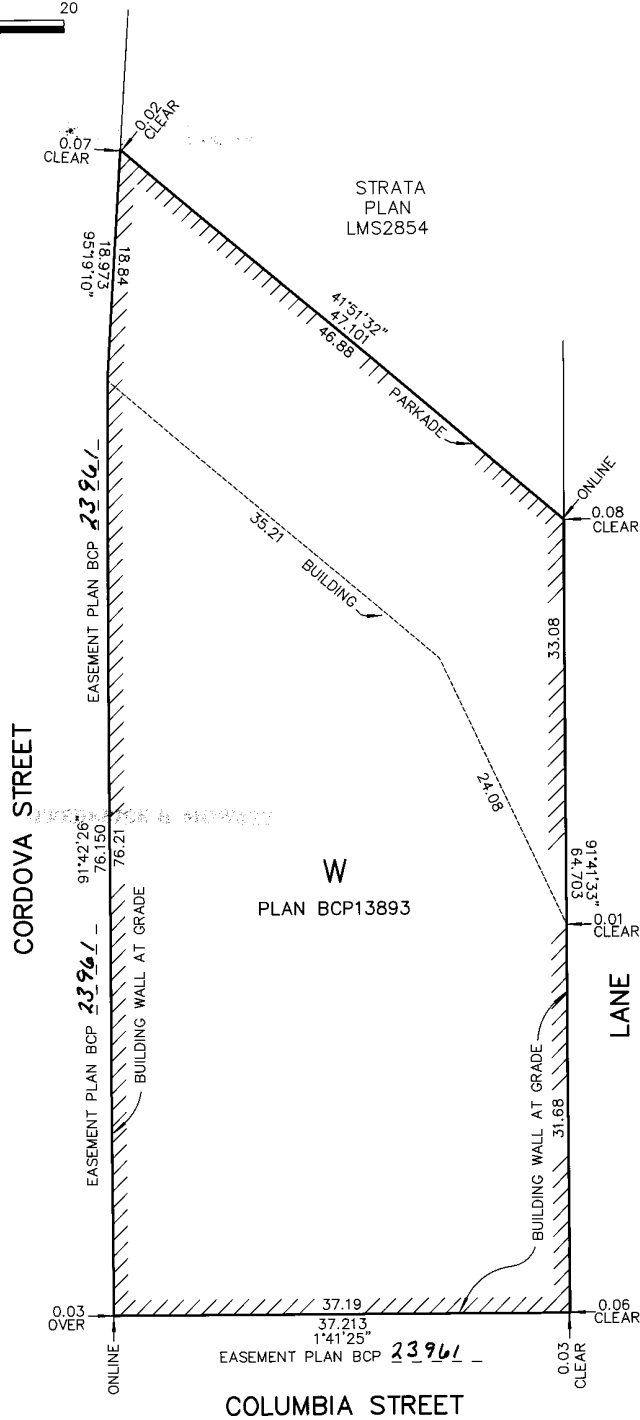 20
0.02
CLEAR
0.07
CLEAR
STRATA
PLAN
LMS2854
95°19'10"
18.973
18.84
41°51'32"
47.101
46.88
PARKADE
ONLINE
0.08
CLEAR
EASEMENT PLAN BCP 23961
35.21
BUILDING
33.08
24.08
CORDOVA STREET
91°42'26"
76.150
76.21
W
PLAN BCP13893
91°41'33"
64.703
0.01
CLEAR
LANE
EASEMENT PLAN BCP 23961
BUILDING WALL AT GRADE
BUILDING WALL AT GRADE
31.68
0.03
OVER
37.19
37.213
1°41'25"
0.06
CLEAR
ONLINE
EASEMENT PLAN BCP 23961
0.03
CLEAR
COLUMBIA STREET